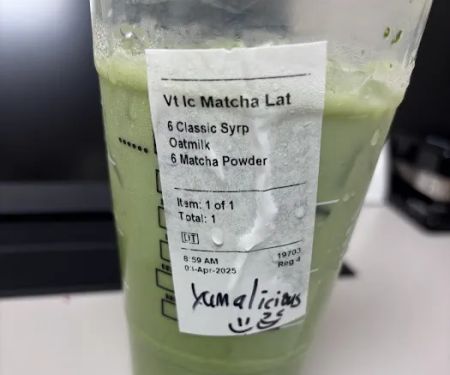 Vt Ic Matcha Lat
6 Classic Syrp
Oatmilk
6 Matcha Powder
Item: 1 of 1
Total: 1
DT
8:59 AM
19703
-Apr-2025
Reg 4
Yumalicious